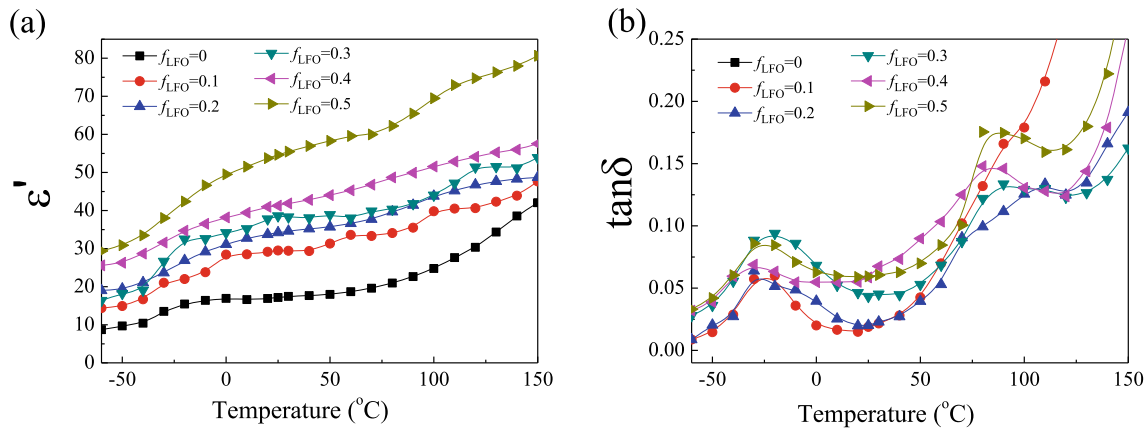 (a)
ε'
80
70
60
50
40
30
20
10
0
-50 0 50 100 150
Temperature (°C)
f_LFO=0
f_LFO=0.1
f_LFO=0.2
f_LFO=0.3
f_LFO=0.4
f_LFO=0.5
(b)
tanδ
0.25
0.20
0.15
0.10
0.05
0.00
-50 0 50 100 150
Temperature (°C)
f_LFO=0
f_LFO=0.1
f_LFO=0.2
f_LFO=0.3
f_LFO=0.4
f_LFO=0.5